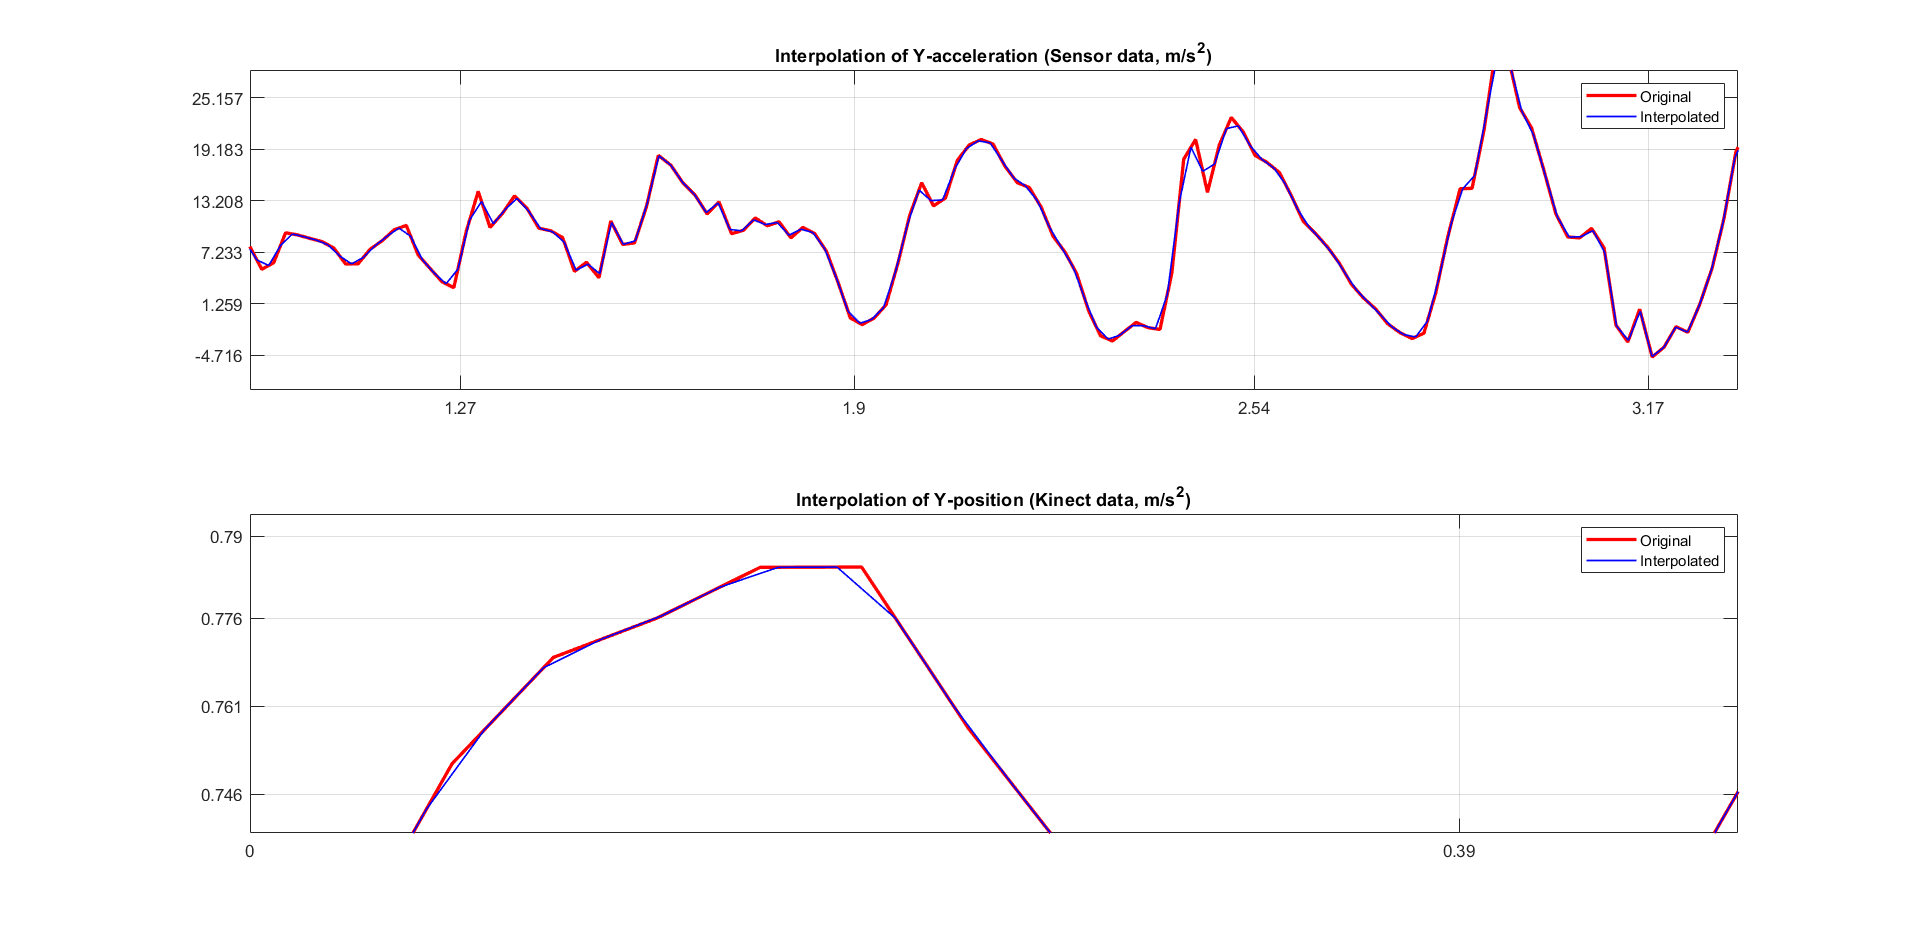 Interpolation of Y-acceleration (Sensor data, m/s²)
25.157
19.183
13.208
7.233
1.259
-4.716
Original
Interpolated
1.27
1.9
2.54
3.17
Interpolation of Y-position (Kinect data, m/s²)
0.79
0.776
0.761
0.746
Original
Interpolated
0
0.39